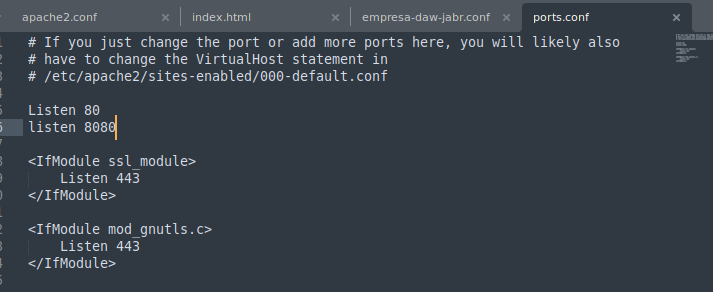 apache2.conf × index.html × empresa-daw-jabr.conf × ports.conf ×
# If you just change the port or add more ports here, you will likely also
# have to change the VirtualHost statement in
# /etc/apache2/sites-enabled/000-default.conf
Listen 80
listen 8080
<IfModule ssl_module>
Listen 443
</IfModule>
<IfModule mod_gnutls.c>
Listen 443
</IfModule>